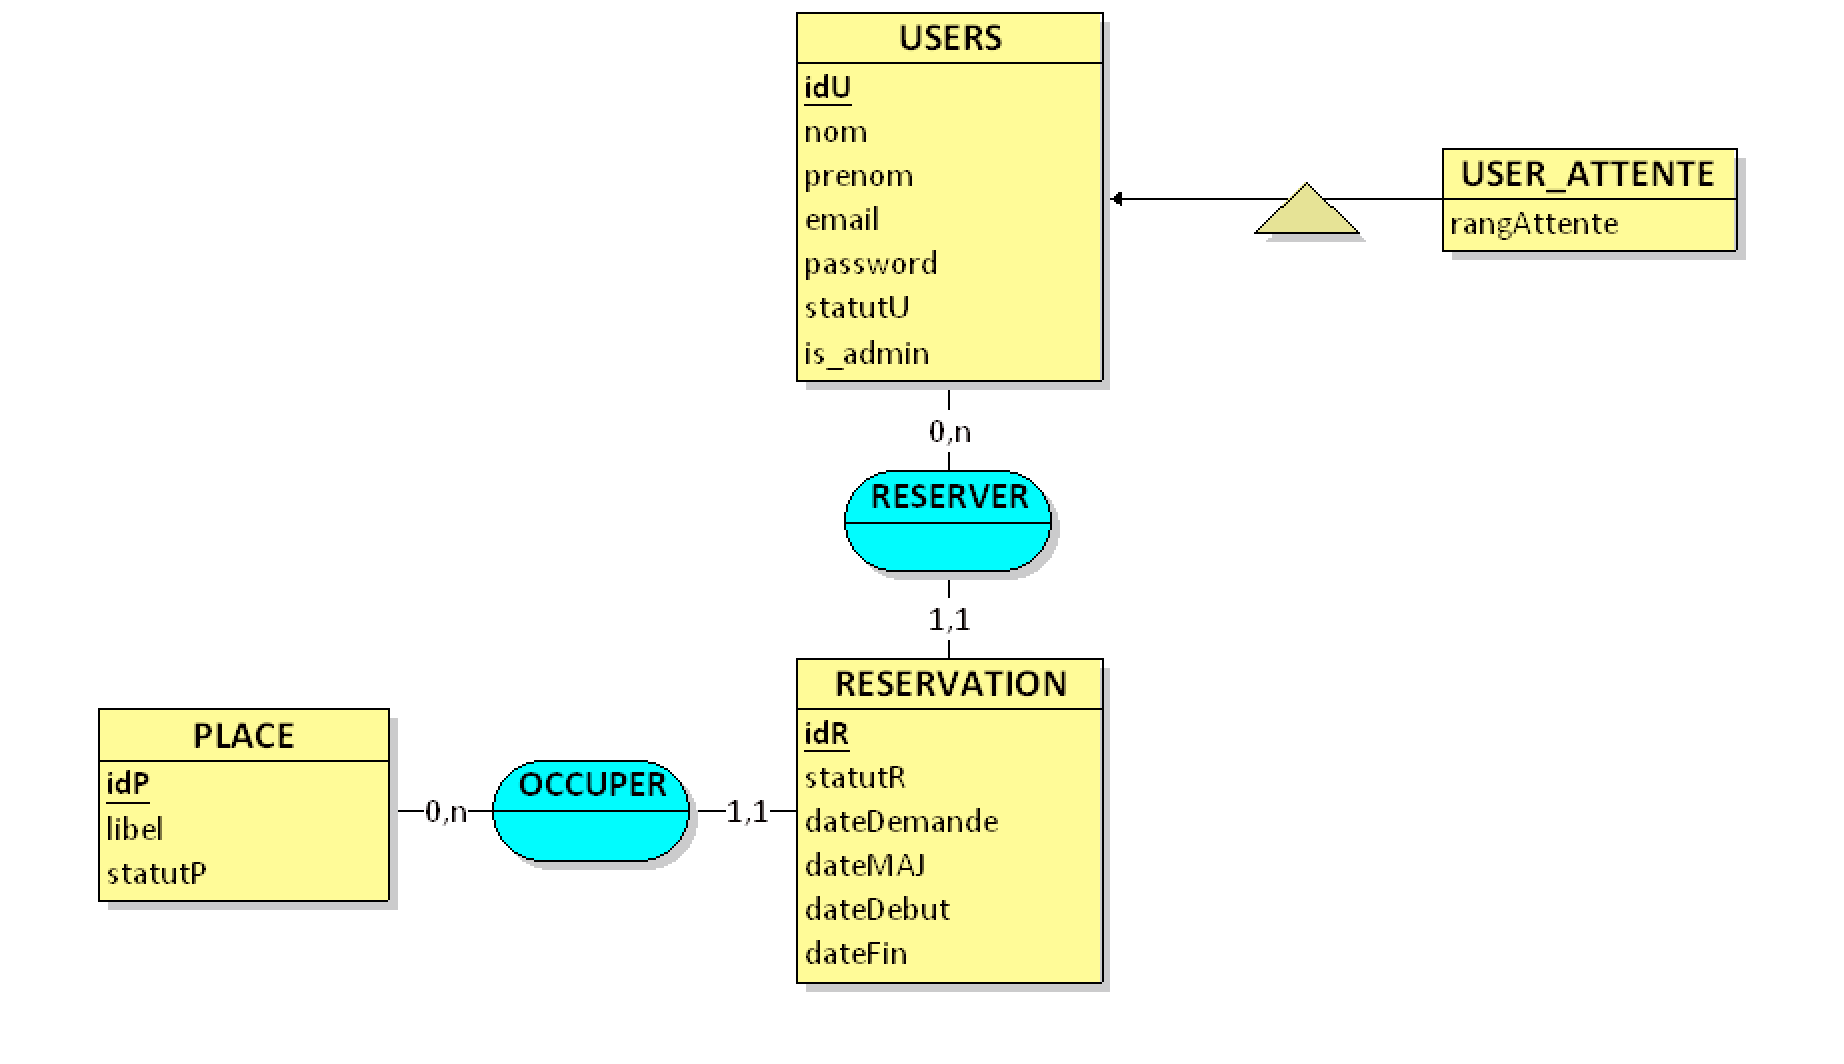 USERS
idU
nom
prenom
email
password
statutU
is_admin
USER_ATTENTE
rangAttente
0,n
RESERVER
1,1
RESERVATION
idR
statutR
dateDemande
dateMAJ
dateDebut
dateFin
PLACE
idP
libel
statutP
0,n
OCCUPER
1,1